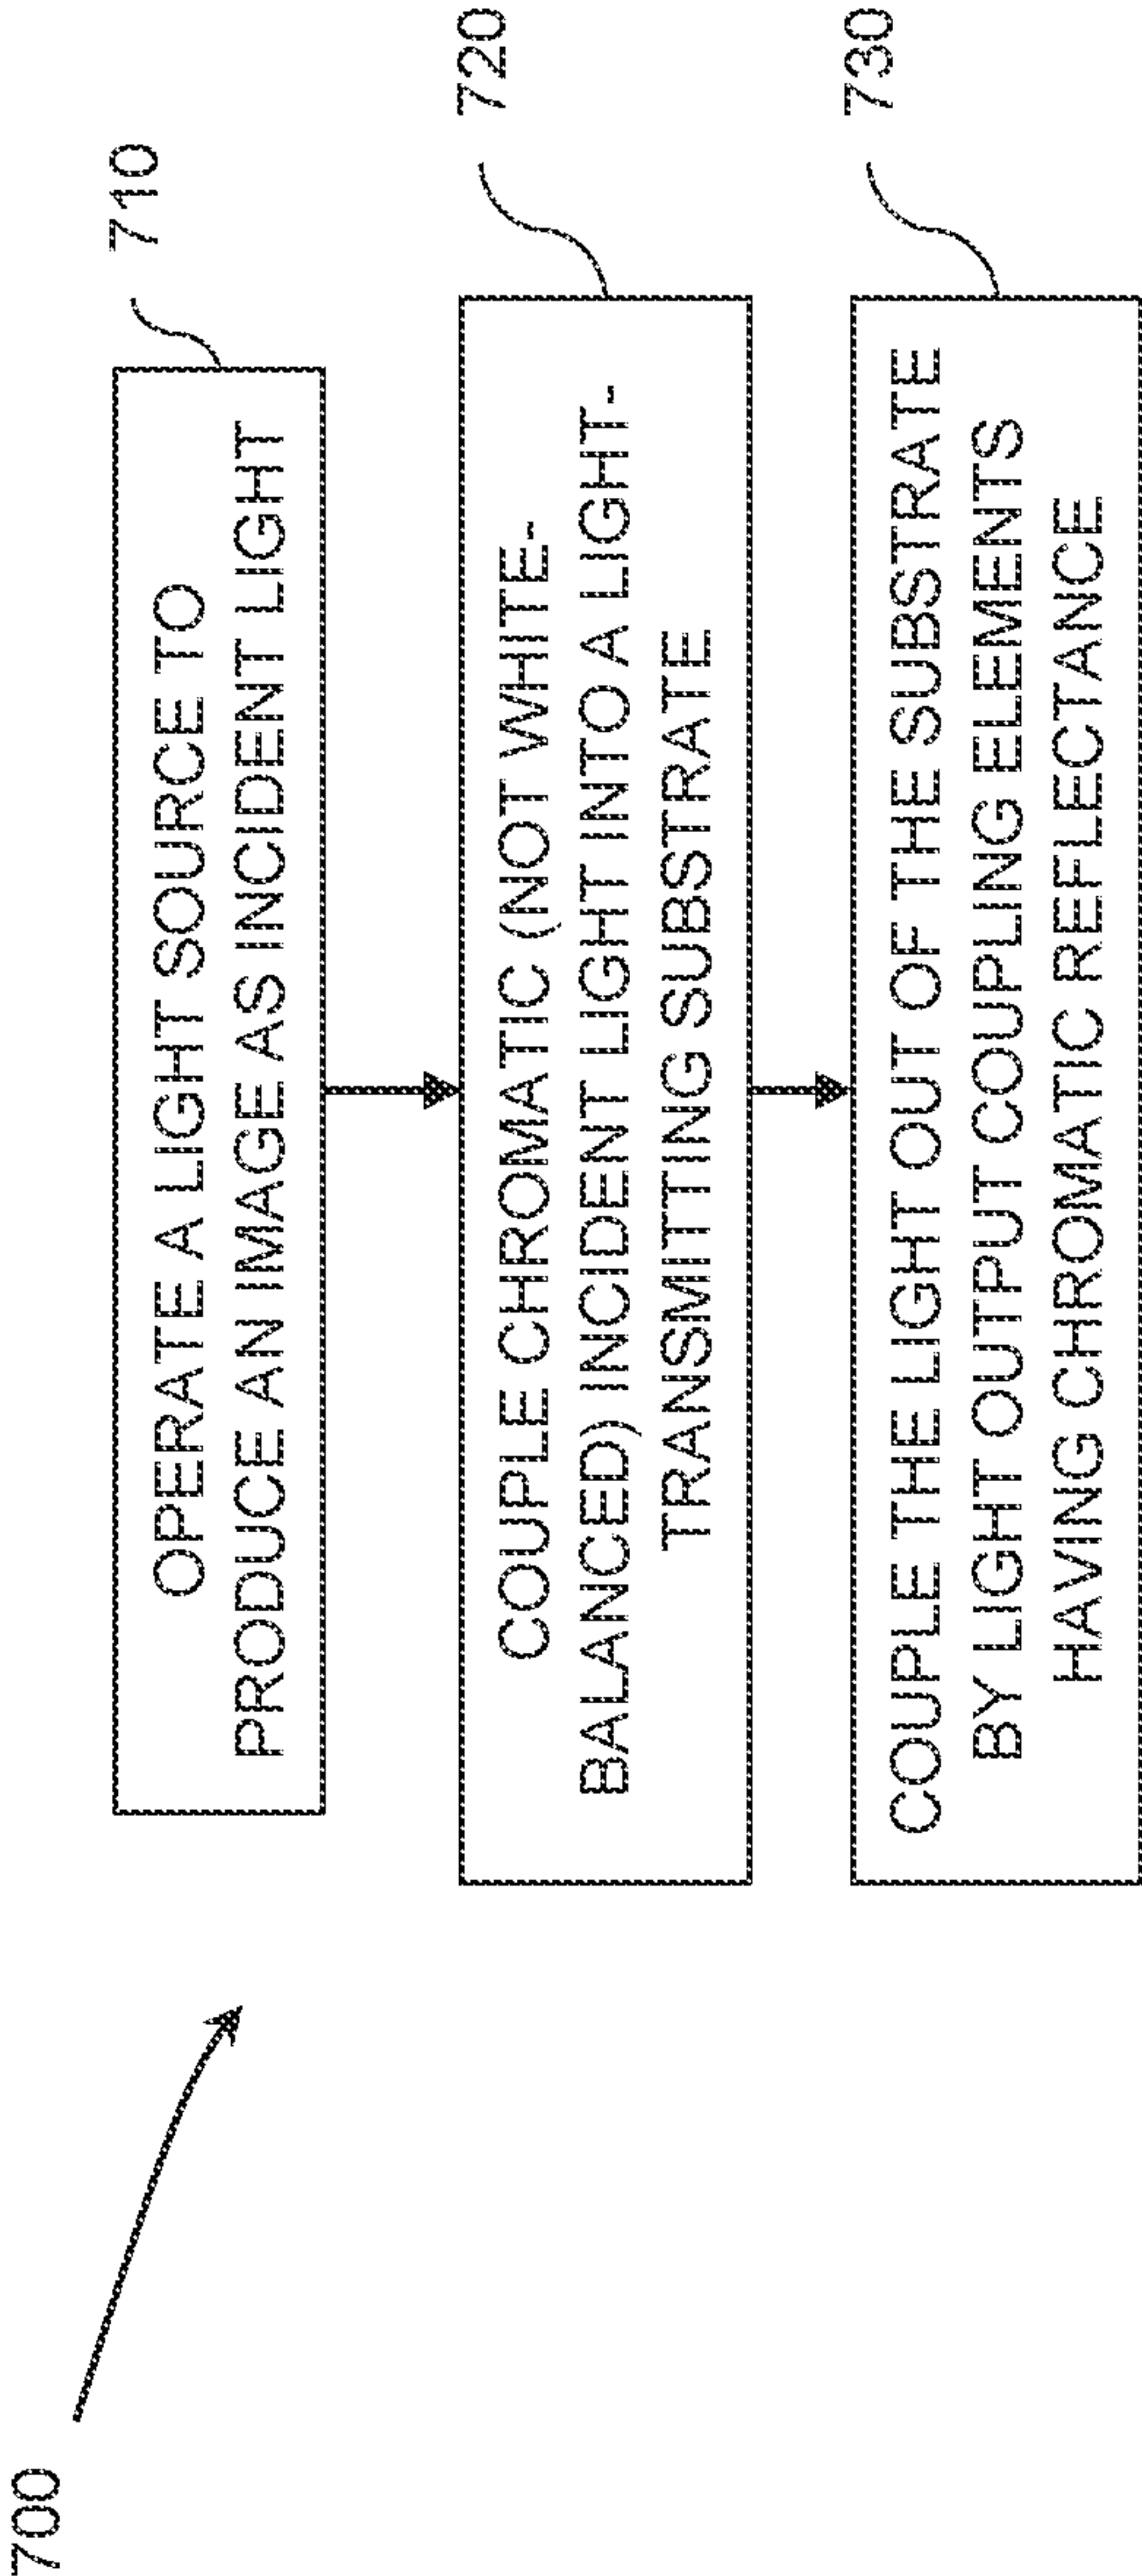 700
710
OPERATE A LIGHT SOURCE TO
PRODUCE AN IMAGE AS INCIDENT LIGHT
720
COUPLE CHROMATIC (NOT WHITE-
BALANCED) INCIDENT LIGHT INTO A LIGHT-
TRANSMITTING SUBSTRATE
730
COUPLE THE LIGHT OUT OF THE SUBSTRATE
BY LIGHT OUTPUT COUPLING ELEMENTS
HAVING CHROMATIC REFLECTANCE